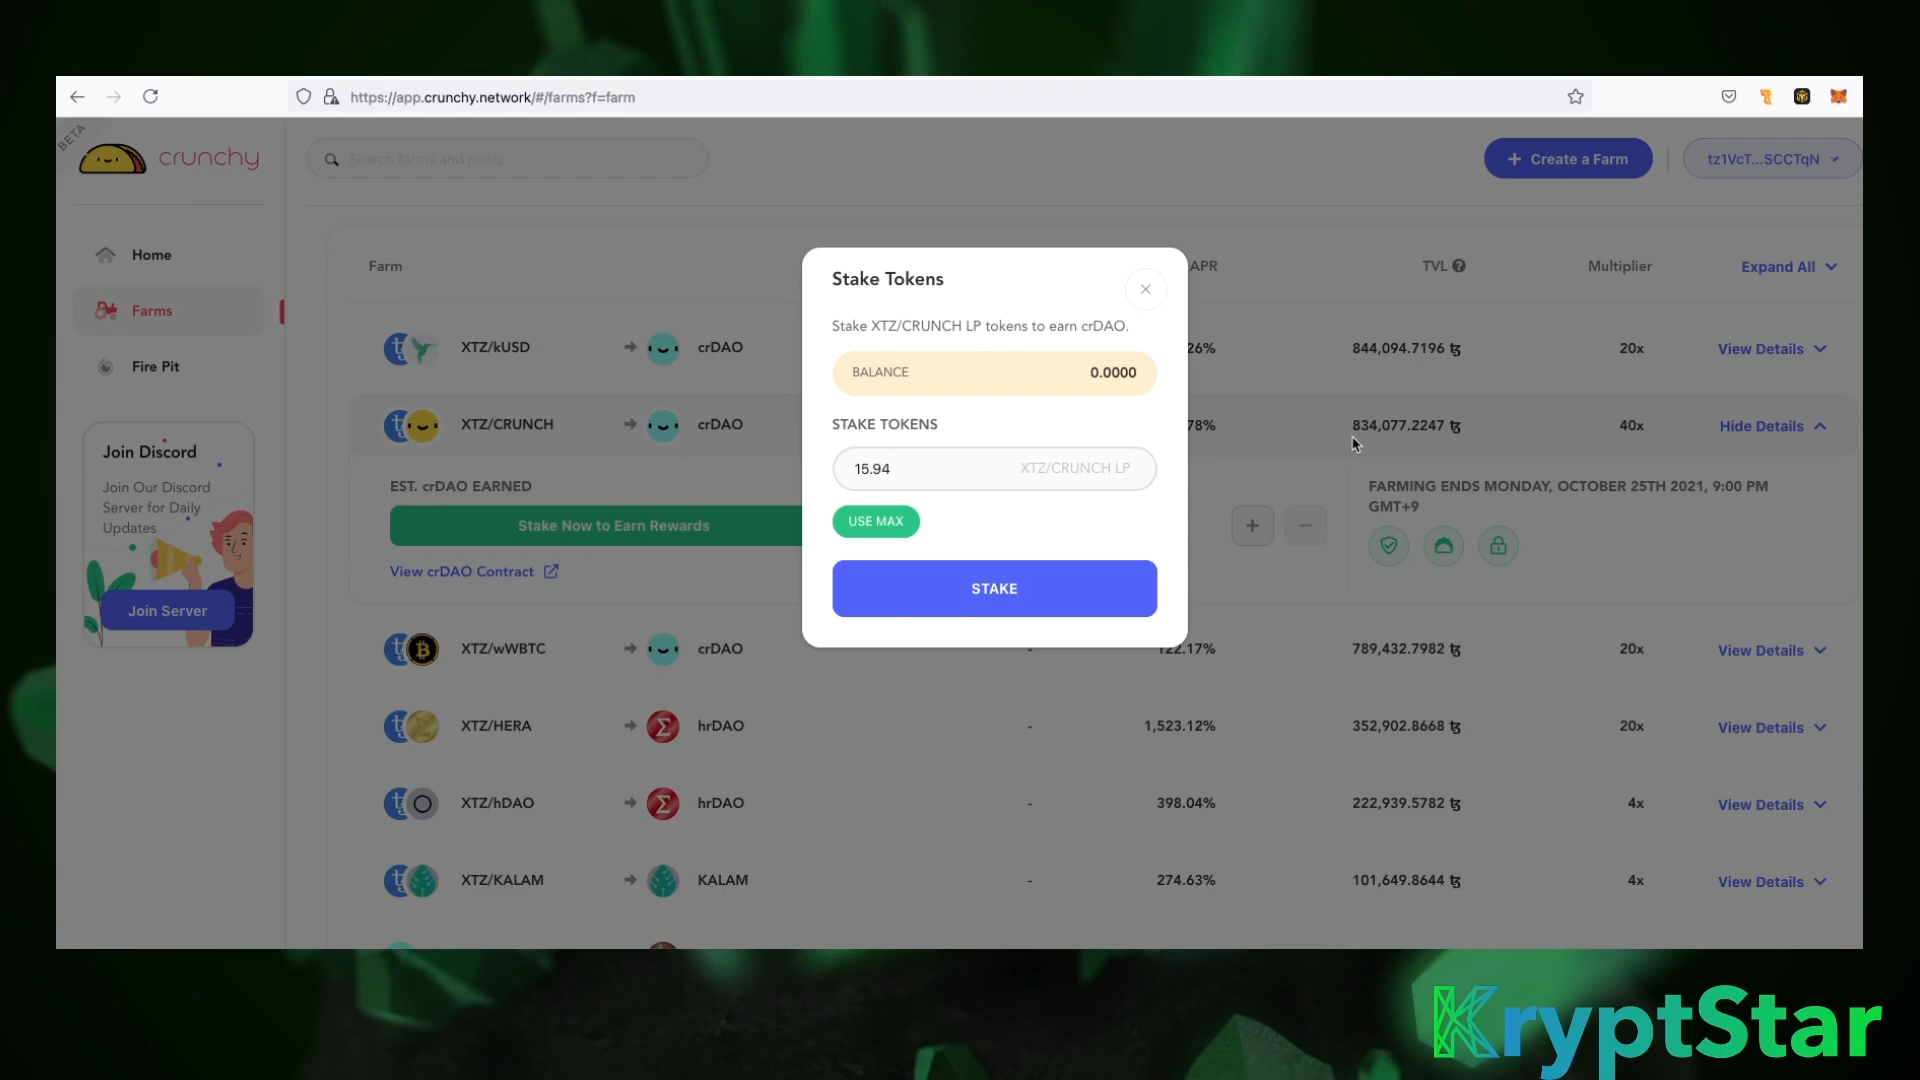 https://app.crunchy.network/#/farms?f=farm
BETA
crunchy
Search farms and pools
+ Create a Farm
tz1VcT...SCCTqN
Home
Farms
Fire Pit
Join Discord
Join Our Discord
Server for Daily
Updates
Join Server
Farm
APR
TVL
Multiplier
Expand All
XTZ/kUSD
crDAO
26%
844,094.7196 ꜩ
20x
View Details
XTZ/CRUNCH
crDAO
78%
834,077.2247 ꜩ
40x
Hide Details
EST. crDAO EARNED
Stake Now to Earn Rewards
View crDAO Contract
+
−
FARMING ENDS MONDAY, OCTOBER 25TH 2021, 9:00 PM
GMT+9
Stake Tokens
Stake XTZ/CRUNCH LP tokens to earn crDAO.
BALANCE
0.0000
STAKE TOKENS
15.94
XTZ/CRUNCH LP
USE MAX
STAKE
XTZ/wWBTC
crDAO
-
122.17%
789,432.7982 ꜩ
20x
View Details
XTZ/HERA
hrDAO
-
1,523.12%
352,902.8668 ꜩ
20x
View Details
XTZ/hDAO
hrDAO
-
398.04%
222,939.5782 ꜩ
4x
View Details
XTZ/KALAM
KALAM
-
274.63%
101,649.8644 ꜩ
4x
View Details
KryptStar